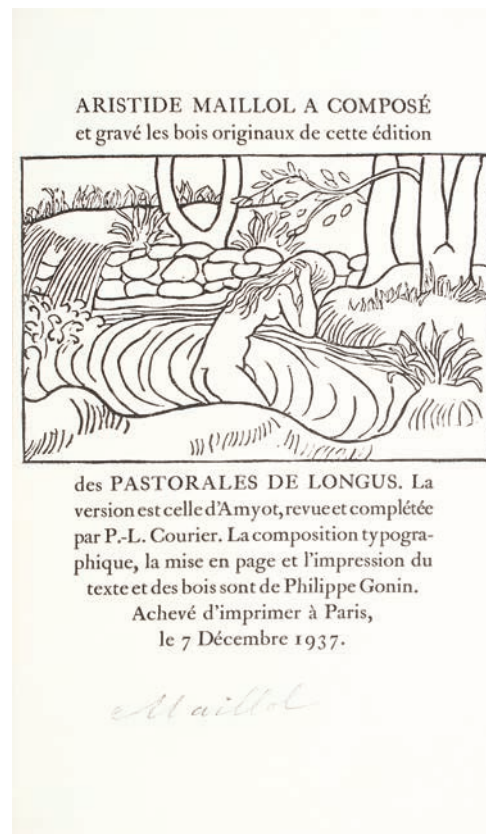 ARISTIDE MAILLOL A COMPOSÉ
et gravé les bois originaux de cette édition
des PASTORALES DE LONGUS. La
version est celle d'Amyot, revue et complétée
par P.-L. Courier. La composition typogra-
phique, la mise en page et l'impression du
texte et des bois sont de Philippe Gonin.
Achevé d'imprimer à Paris,
le 7 Décembre 1937.
Maillol